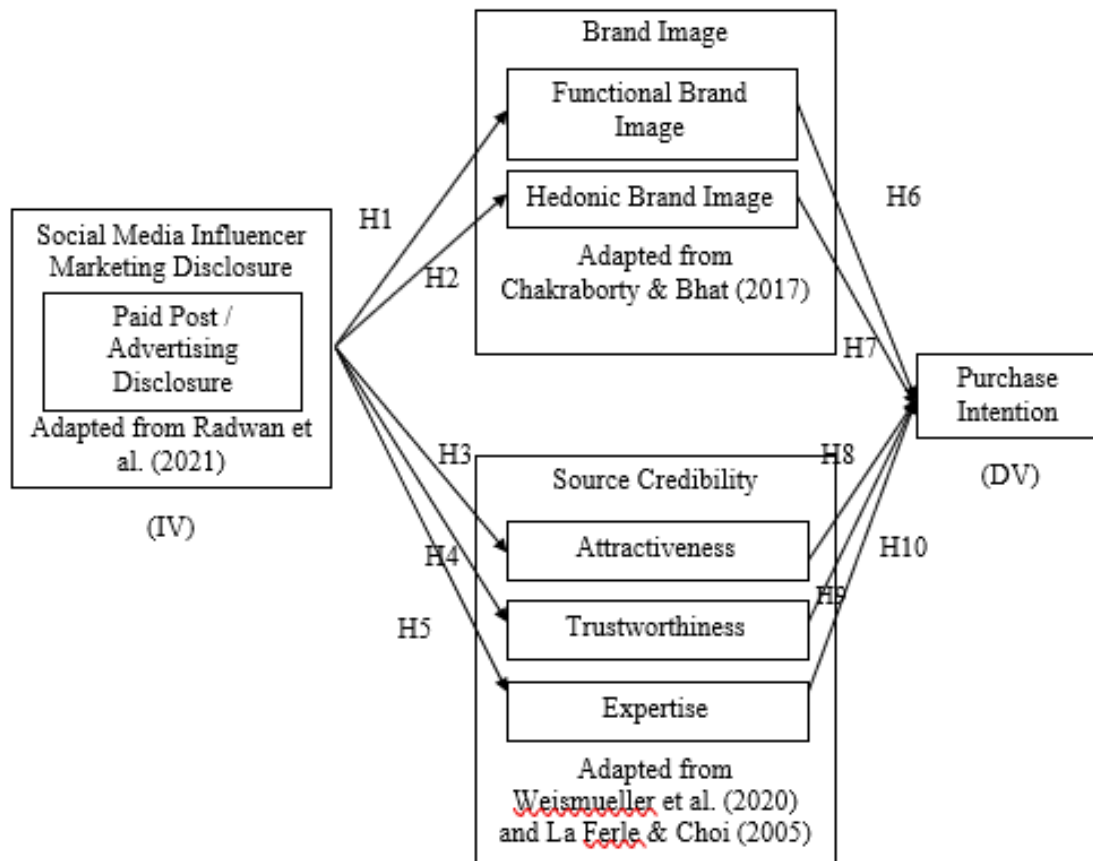 Brand Image
Functional Brand
Image
Hedonic Brand Image
Adapted from
Chakraborty & Bhat (2017)
H1
H2
H6
H7
Social Media Influencer
Marketing Disclosure
Paid Post /
Advertising
Disclosure
Adapted from Radwan et
al. (2021)
(IV)
Purchase
Intention
(DV)
H3
H4
H5
H8
H9
H10
Source Credibility
Attractiveness
Trustworthiness
Expertise
Adapted from
Weismueller et al. (2020)
and La Ferle & Choi (2005)